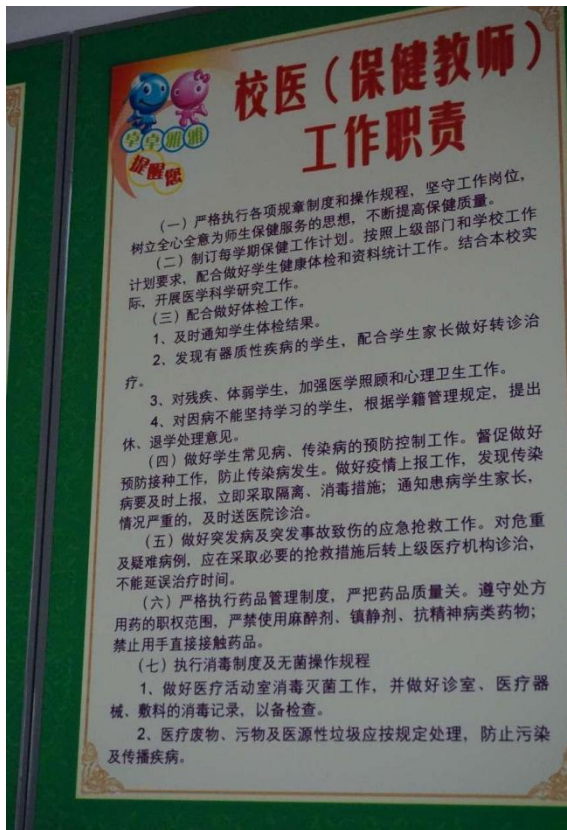 校医（保健教师）
工作职责
卓卓雅雅
提醒您
（一）严格执行各项规章制度和操作规程，坚守工作岗位，
树立全心全意为师生保健服务的思想，不断提高保健质量。
（二）制订每学期保健工作计划。按照上级部门和学校工作
计划要求，配合做好学生健康体检和资料统计工作。结合本校实
际，开展医学科学研究工作。
（三）配合做好体检工作。
1、及时通知学生体检结果。
2、发现有器质性疾病的学生，配合学生家长做好转诊治
疗。
3、对残疾、体弱学生，加强医学照顾和心理卫生工作。
4、对因病不能坚持学习的学生，根据学籍管理规定，提出
休、退学处理意见。
（四）做好学生常见病、传染病的预防控制工作。督促做好
预防接种工作，防止传染病发生。做好疫情上报工作，发现传染
病要及时上报，立即采取隔离、消毒措施；通知患病学生家长，
情况严重的，及时送医院诊治。
（五）做好突发病及突发事故致伤的应急抢救工作。对危重
及疑难病例，应在采取必要的抢救措施后转上级医疗机构诊治，
不能延误治疗时间。
（六）严格执行药品管理制度，严把药品质量关。遵守处方
用药的职权范围，严禁使用麻醉剂、镇静剂、抗精神病类药物；
禁止用手直接接触药品。
（七）执行消毒制度及无菌操作规程
1、做好医疗活动室消毒灭菌工作，并做好诊室、医疗器
械、敷料的消毒记录，以备检查。
2、医疗废物、污物及医源性垃圾应按规定处理，防止污染
及传播疾病。